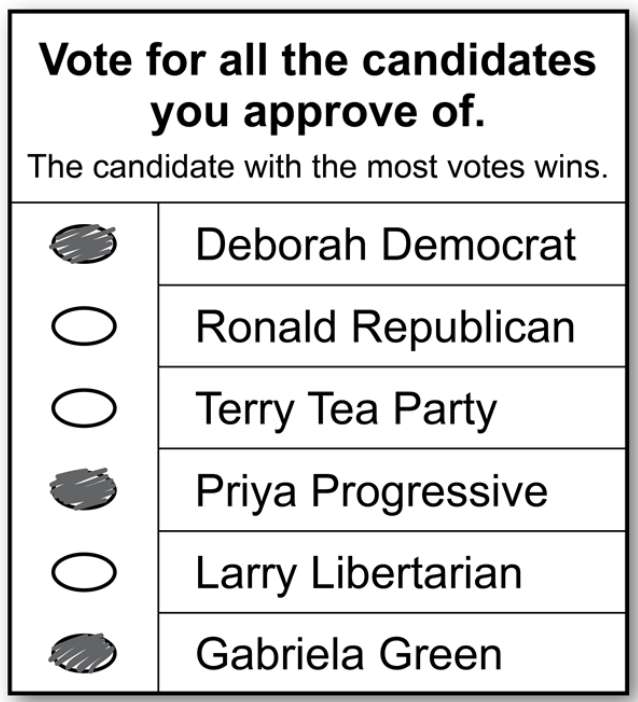 Vote for all the candidates
you approve of.
The candidate with the most votes wins.
Deborah Democrat
Ronald Republican
Terry Tea Party
Priya Progressive
Larry Libertarian
Gabriela Green